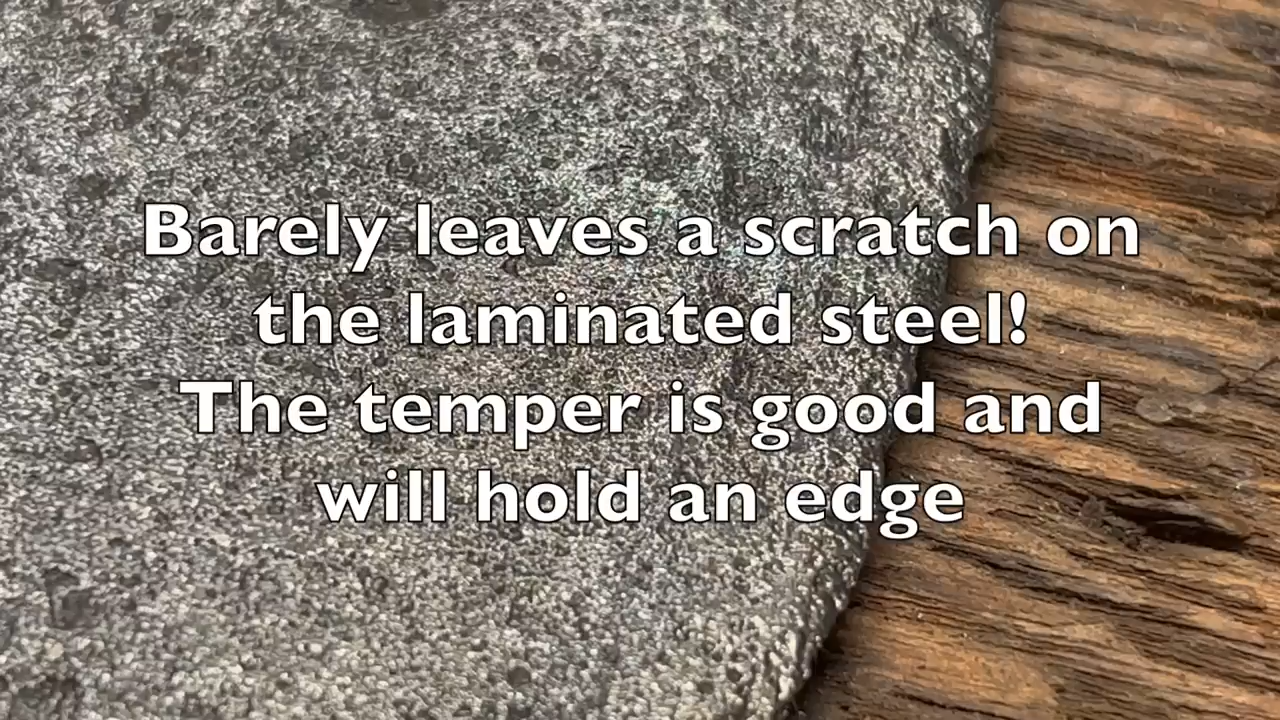 Barely leaves a scratch on
the laminated steel!
The temper is good and
will hold an edge